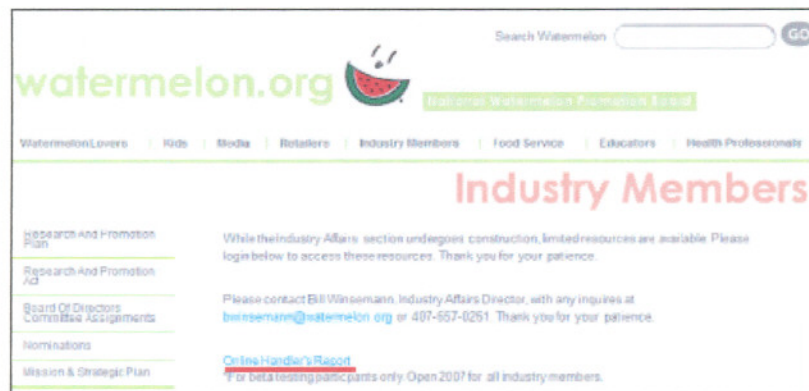 Search Watermelon GO
watermelon.org
National Watermelon Promotion Board
Watermelon Lovers | Kids | Media | Retailers | Industry Members | Food Service | Educators | Health Professionals
Industry Members
Research And Promotion
Plan
Research And Promotion
Act
Board Of Directors
Committee Assignments
Nominations
Mission & Strategic Plan
While the Industry Affairs section undergoes construction, limited resources are available. Please
login below to access these resources. Thank you for your patience.
Please contact Bill Winsemann, Industry Affairs Director, with any inquires at
bwinsemann@watermelon.org or 407-657-0261. Thank you for your patience.
Online Handler's Report
*For beta testing participants only. Open 2007 for all industry members.